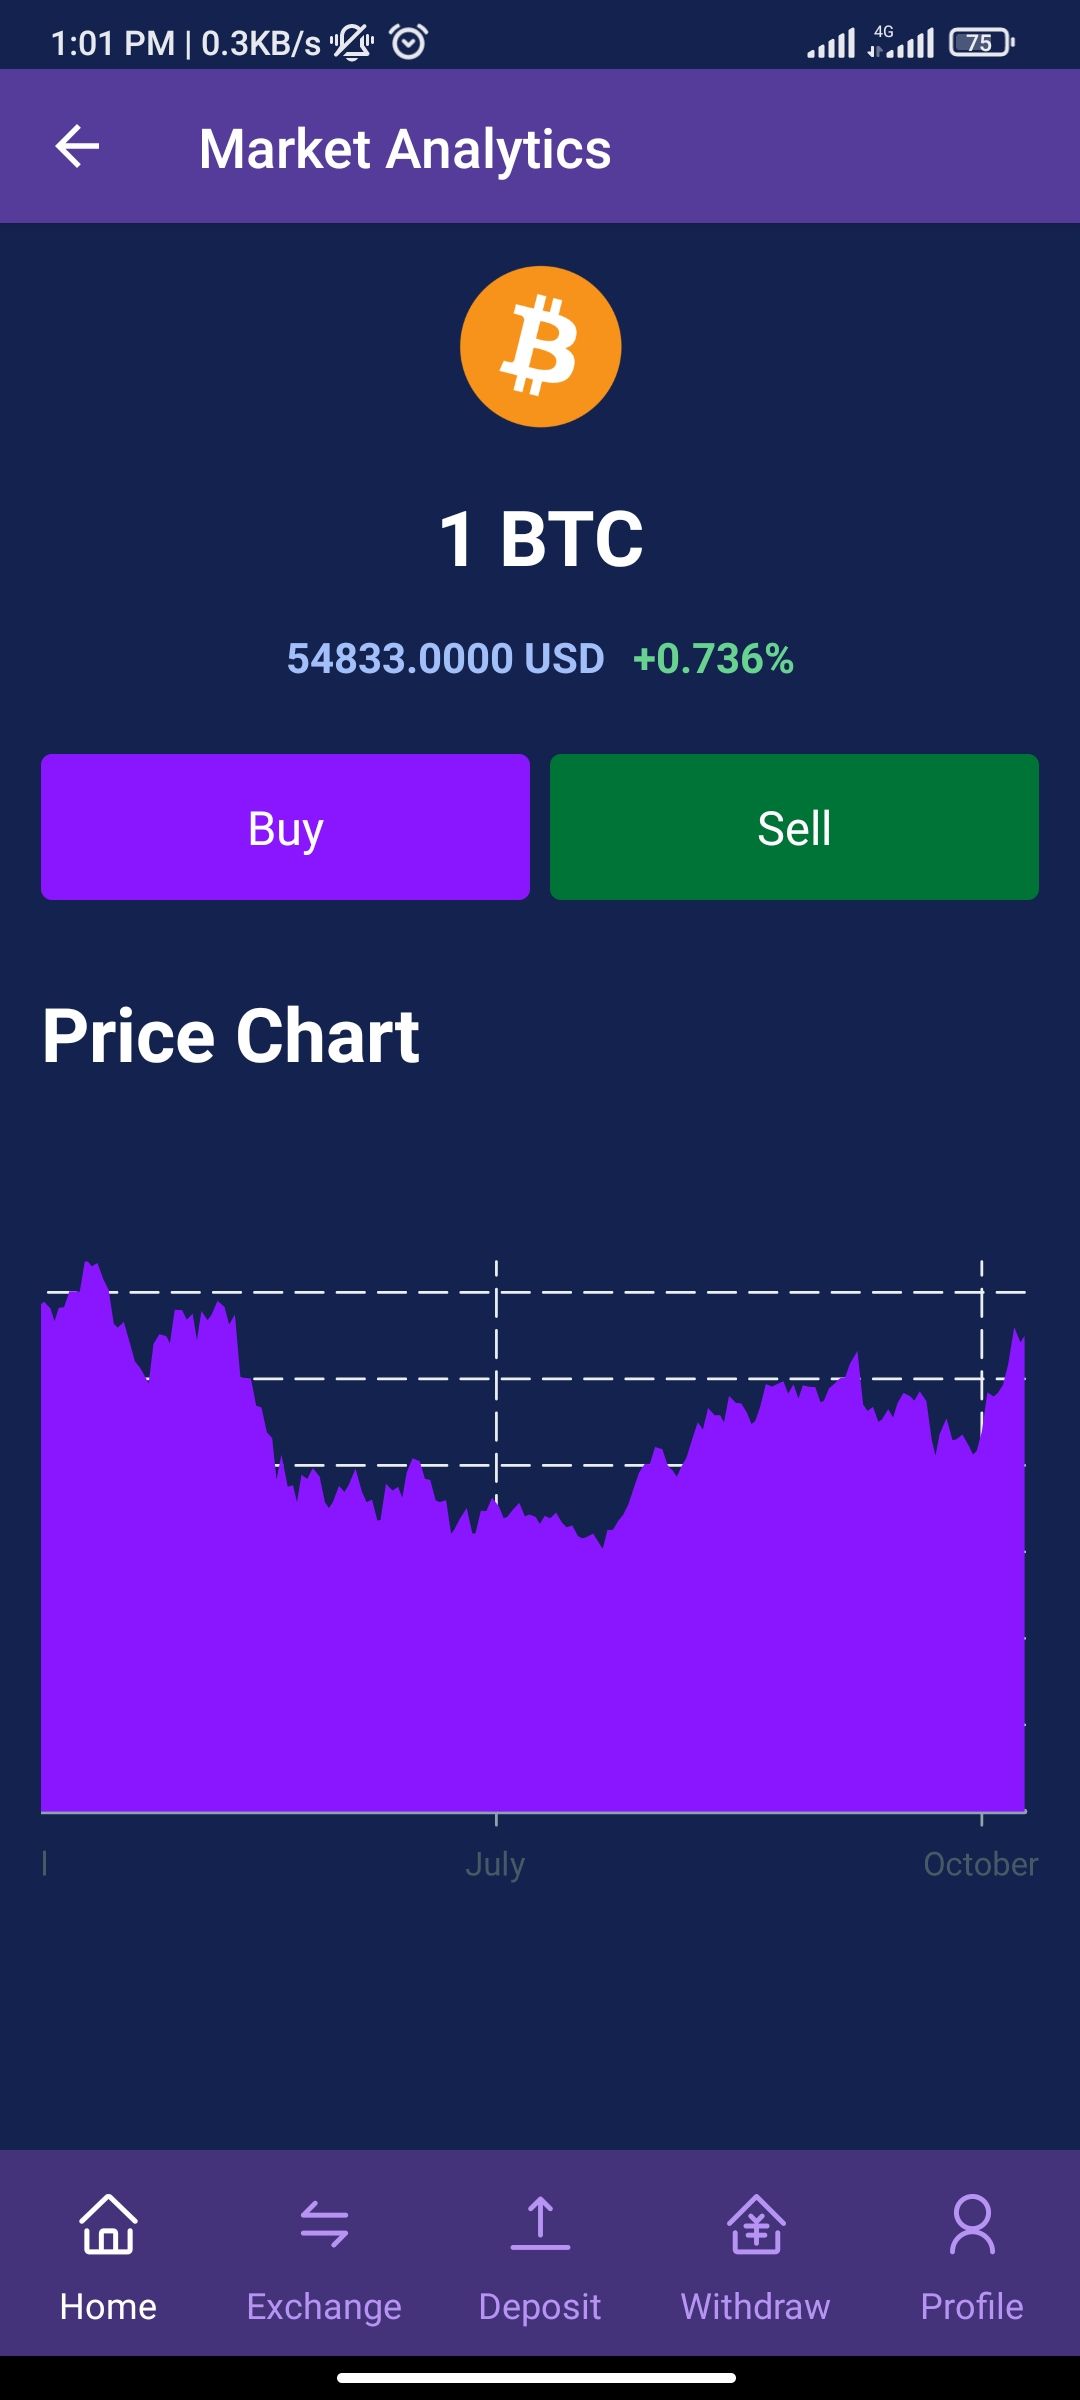 1:01 PM | 0.3KB/s 4G 75
Market Analytics
1 BTC
54833.0000 USD +0.736%
Buy Sell
Price Chart
July October
Home Exchange Deposit Withdraw Profile